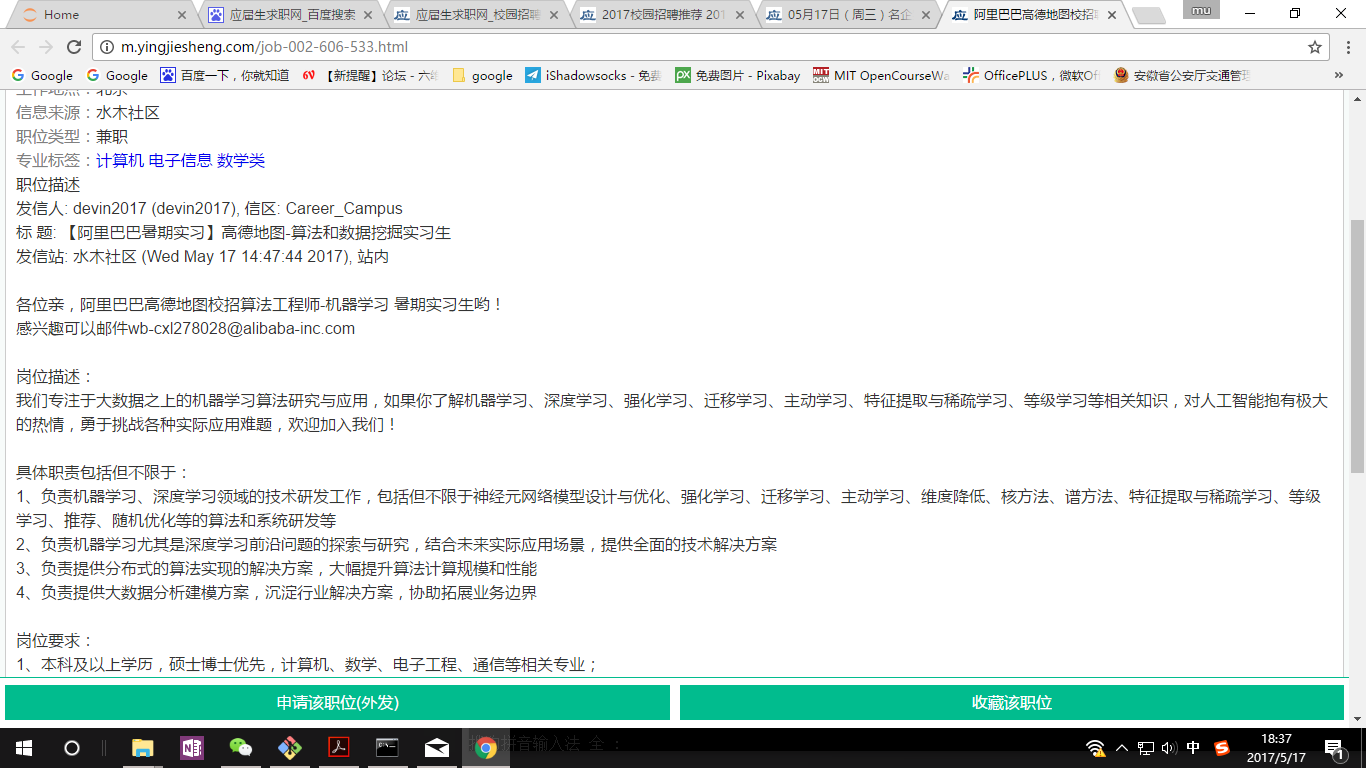 Home
应届生求职网_百度搜索
应届生求职网_校园招聘
2017校园招聘推荐 201
05月17日（周三）名企
阿里巴巴高德地图校招
mu
m.yingjiesheng.com/job-002-606-533.html
Google
Google
百度一下，你就知道
【新提醒】论坛 - 六维
google
iShadowsocks - 免费
免费图片 - Pixabay
MIT OpenCourseWa
OfficePLUS，微软Of
安徽省公安厅交通管理
工作地点：北京
信息来源：水木社区
职位类型：兼职
专业标签：计算机 电子信息 数学类
职位描述
发信人: devin2017 (devin2017), 信区: Career_Campus
标 题: 【阿里巴巴暑期实习】高德地图-算法和数据挖掘实习生
发信站: 水木社区 (Wed May 17 14:47:44 2017), 站内
各位亲，阿里巴巴高德地图校招算法工程师-机器学习 暑期实习生哟！
感兴趣可以邮件wb-cxl278028@alibaba-inc.com
岗位描述：
我们专注于大数据之上的机器学习算法研究与应用，如果你了解机器学习、深度学习、强化学习、迁移学习、主动学习、特征提取与稀疏学习、等级学习等相关知识，对人工智能抱有极大
的热情，勇于挑战各种实际应用难题，欢迎加入我们！
具体职责包括但不限于：
1、负责机器学习、深度学习领域的技术研发工作，包括但不限于神经元网络模型设计与优化、强化学习、迁移学习、主动学习、维度降低、核方法、谱方法、特征提取与稀疏学习、等级
学习、推荐、随机优化等的算法和系统研发等
2、负责机器学习尤其是深度学习前沿问题的探索与研究，结合未来实际应用场景，提供全面的技术解决方案
3、负责提供分布式的算法实现的解决方案，大幅提升算法计算规模和性能
4、负责提供大数据分析建模方案，沉淀行业解决方案，协助拓展业务边界
岗位要求：
1、本科及以上学历，硕士博士优先，计算机、数学、电子工程、通信等相关专业；
申请该职位(外发)
收藏该职位
拼音输入法 全 ：
中
18:37
2017/5/17
1